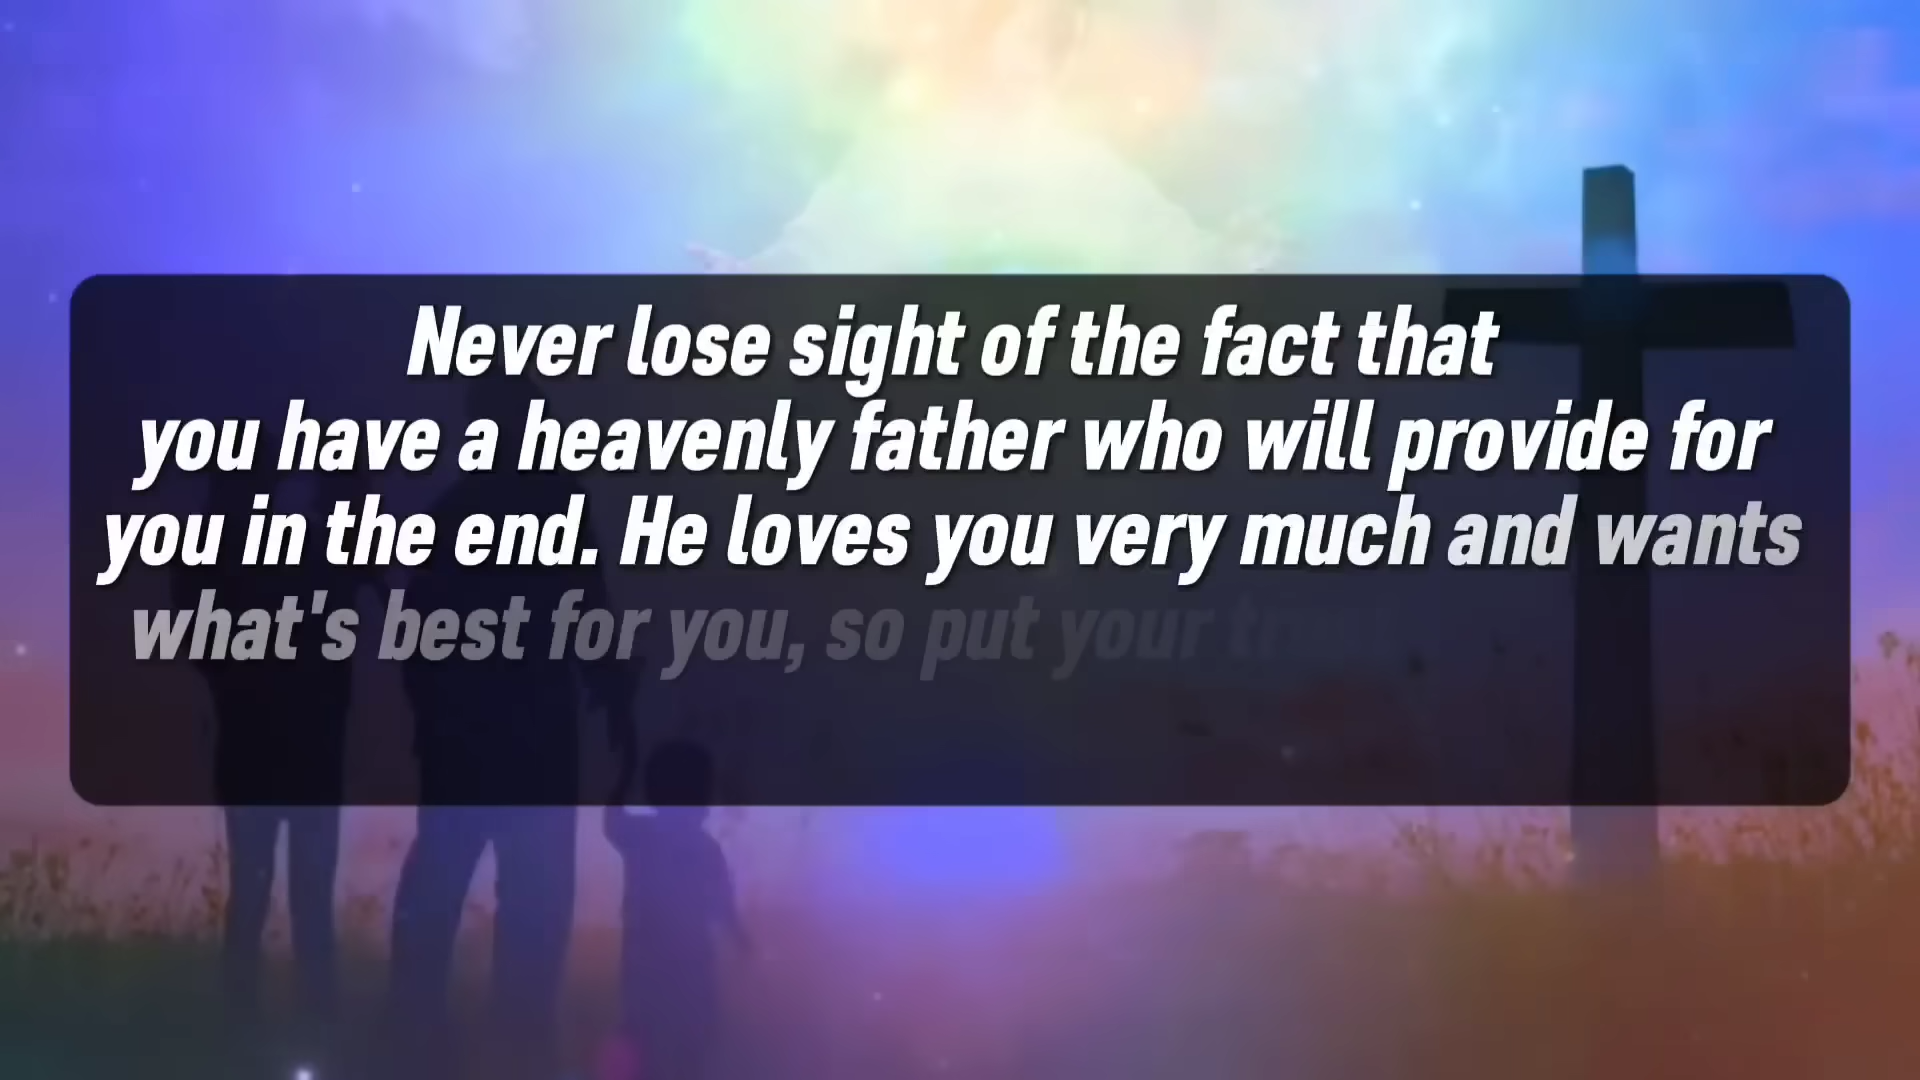 Never lose sight of the fact that
you have a heavenly father who will provide for
you in the end. He loves you very much and wants
what's best for you, so put your